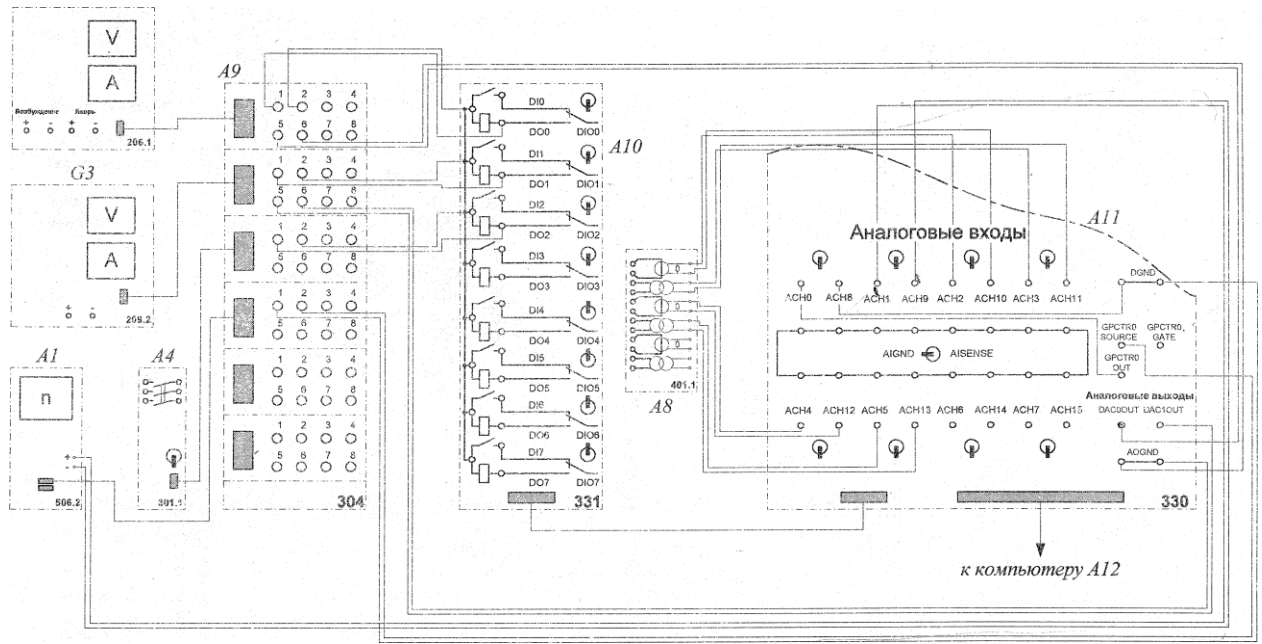 V
A
Возбуждение Якорь
+ - + -
206.1
G3
V
A
+ -
209.2
A1
n
+
-
506.2
A4
301.1
A9
1 2 3 4
5 6 7 8
1 2 3 4
5 6 7 8
1 2 3 4
5 6 7 8
1 2 3 4
5 6 7 8
1 2 3 4
5 6 7 8
1 2 3 4
5 6 7 8
304
A10
DI0
DO0 DIO0
DI1
DO1 DIO1
DI2
DO2 DIO2
DI3
DO3 DIO3
DI4
DO4 DIO4
DI5
DO5 DIO5
DI6
DO6 DIO6
DI7
DO7 DIO7
331
401.1
A8
A11
Аналоговые входы
DGND
ACH0 ACH8 ACH1 ACH9 ACH2 ACH10 ACH3 ACH11
GPCTR0 SOURCE
GPCTR0, GATE
AIGND AISENSE
GPCTR0 OUT
Аналоговые выходы
ACH4 ACH12 ACH5 ACH13 ACH6 ACH14 ACH7 ACH15 DAC0OUT DAC1OUT
AOGND
330
к компьютеру A12